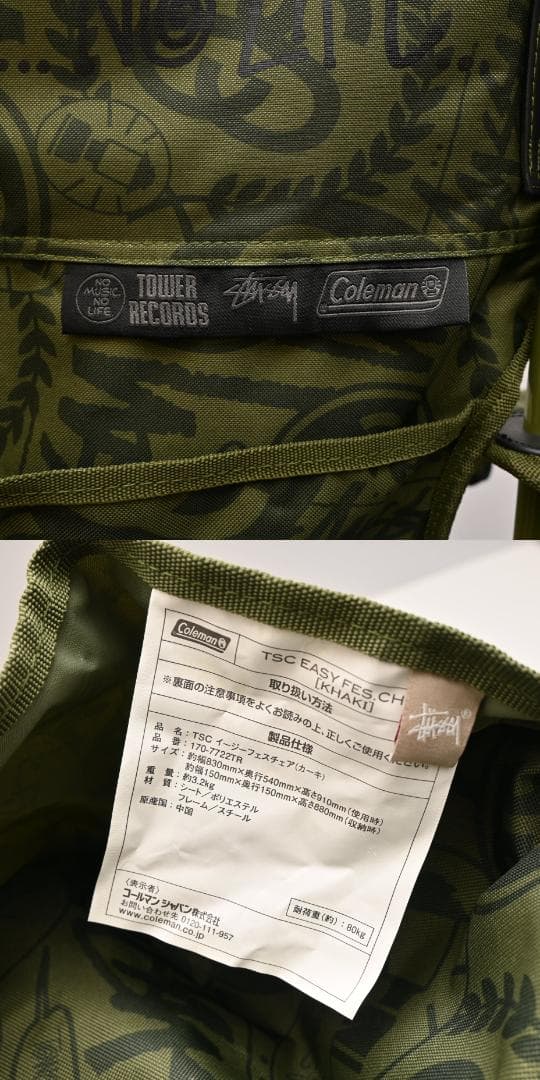 NO LIFE
NO
MUSIC,
NO
LIFE
TOWER
RECORDS
STÜSSY
Coleman
Coleman
TSC EASY FES.CH
[KHAKI]
取り扱い方法
※裏面の注意事項をよくお読みの上、正しくご使用くだ
Stüssy®
製品仕様
品 名：TSC イージーフェスチェア（カーキ）
品 番：170-7722TR
サイズ：約幅830mm×奥行540mm×高さ910mm（使用時）
約幅150mm×奥行150mm×高さ880mm（収納時）
重 量：約3.2kg
材 質：シート／ポリエステル
フレーム／スチール
原産国：中国
〈表示者〉
コールマン ジャパン株式会社
お問い合わせ先 0120-111-957
www.coleman.co.jp
耐荷重(約)：80kg